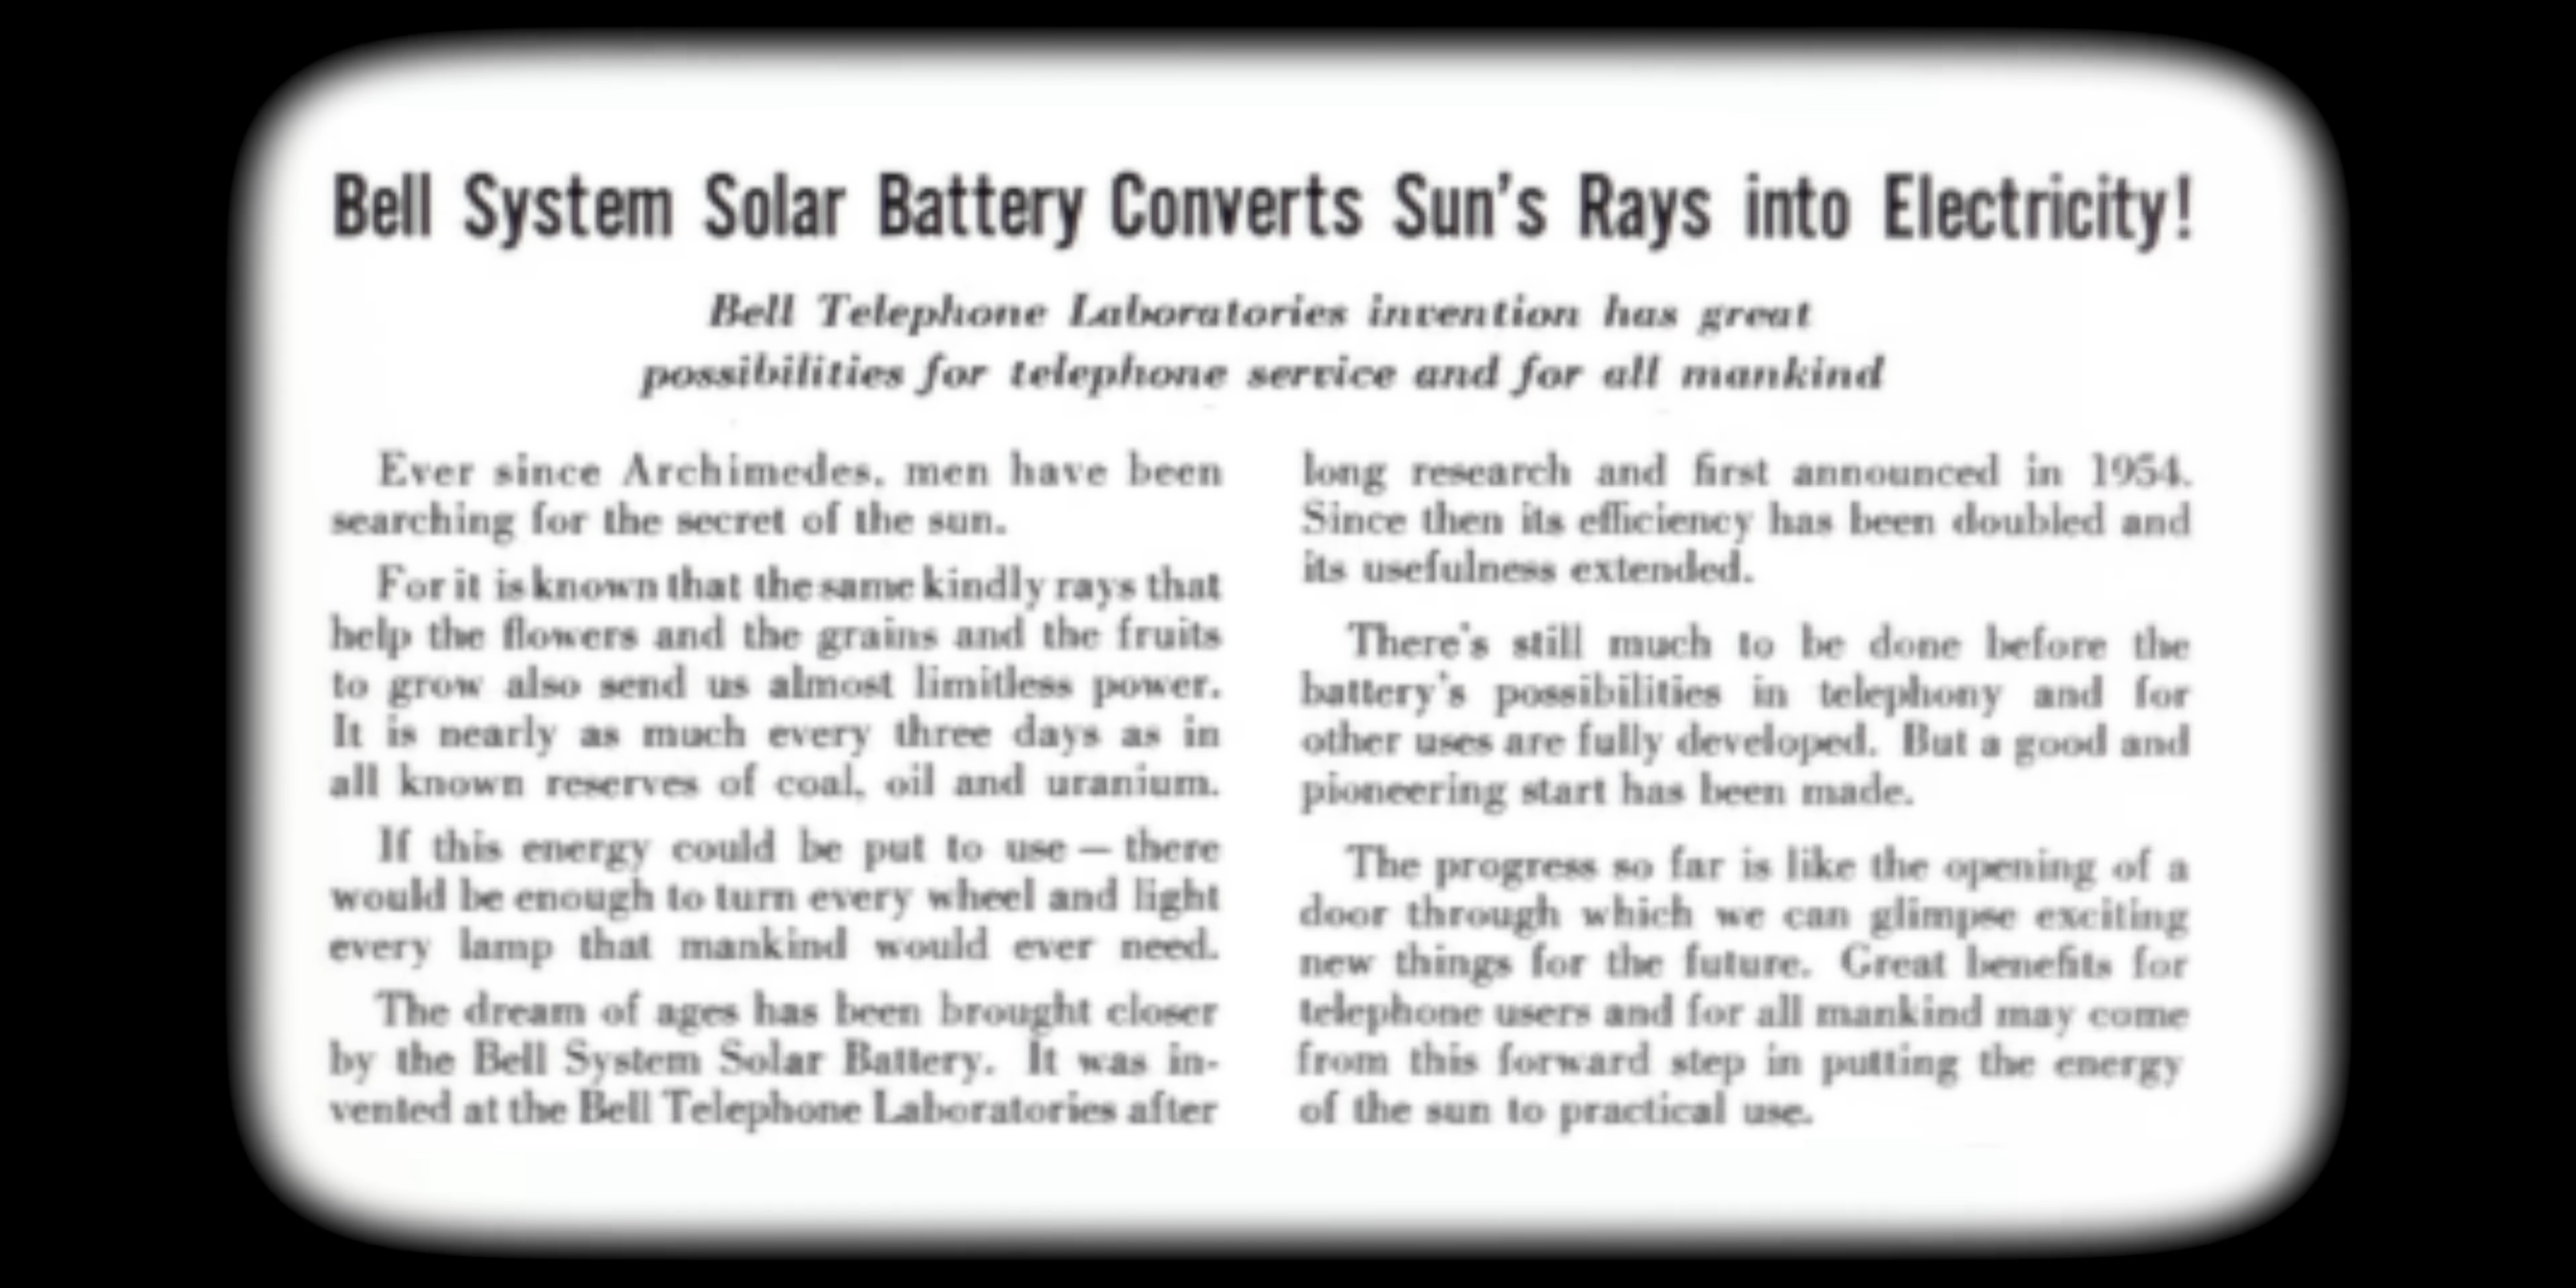 Bell System Solar Battery Converts Sun's Rays into Electricity!
Bell Telephone Laboratories invention has great
possibilities for telephone service and for all mankind
Ever since Archimedes, men have been
searching for the secret of the sun.
For it is known that the same kindly rays that
help the flowers and the grains and the fruits
to grow also send us almost limitless power.
It is nearly as much every three days as in
all known reserves of coal, oil and uranium.
If this energy could be put to use — there
would be enough to turn every wheel and light
every lamp that mankind would ever need.
The dream of ages has been brought closer
by the Bell System Solar Battery. It was in-
vented at the Bell Telephone Laboratories after
long research and first announced in 1954.
Since then its efficiency has been doubled and
its usefulness extended.
There's still much to be done before the
battery's possibilities in telephony and for
other uses are fully developed. But a good and
pioneering start has been made.
The progress so far is like the opening of a
door through which we can glimpse exciting
new things for the future. Great benefits for
telephone users and for all mankind may come
from this forward step in putting the energy
of the sun to practical use.